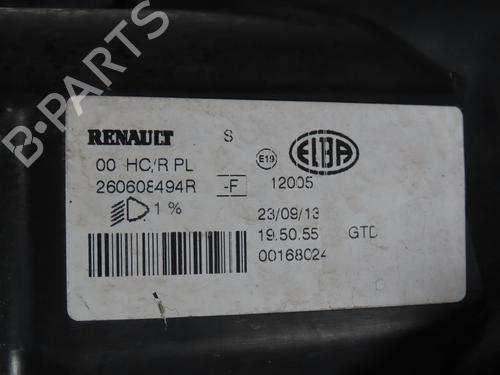 B-PARTS
RENAULT S E19 ELBA
00 HC/R PL
260608494R -F 12005
1 % 23/09/13
19.50.55 GTD
00168024